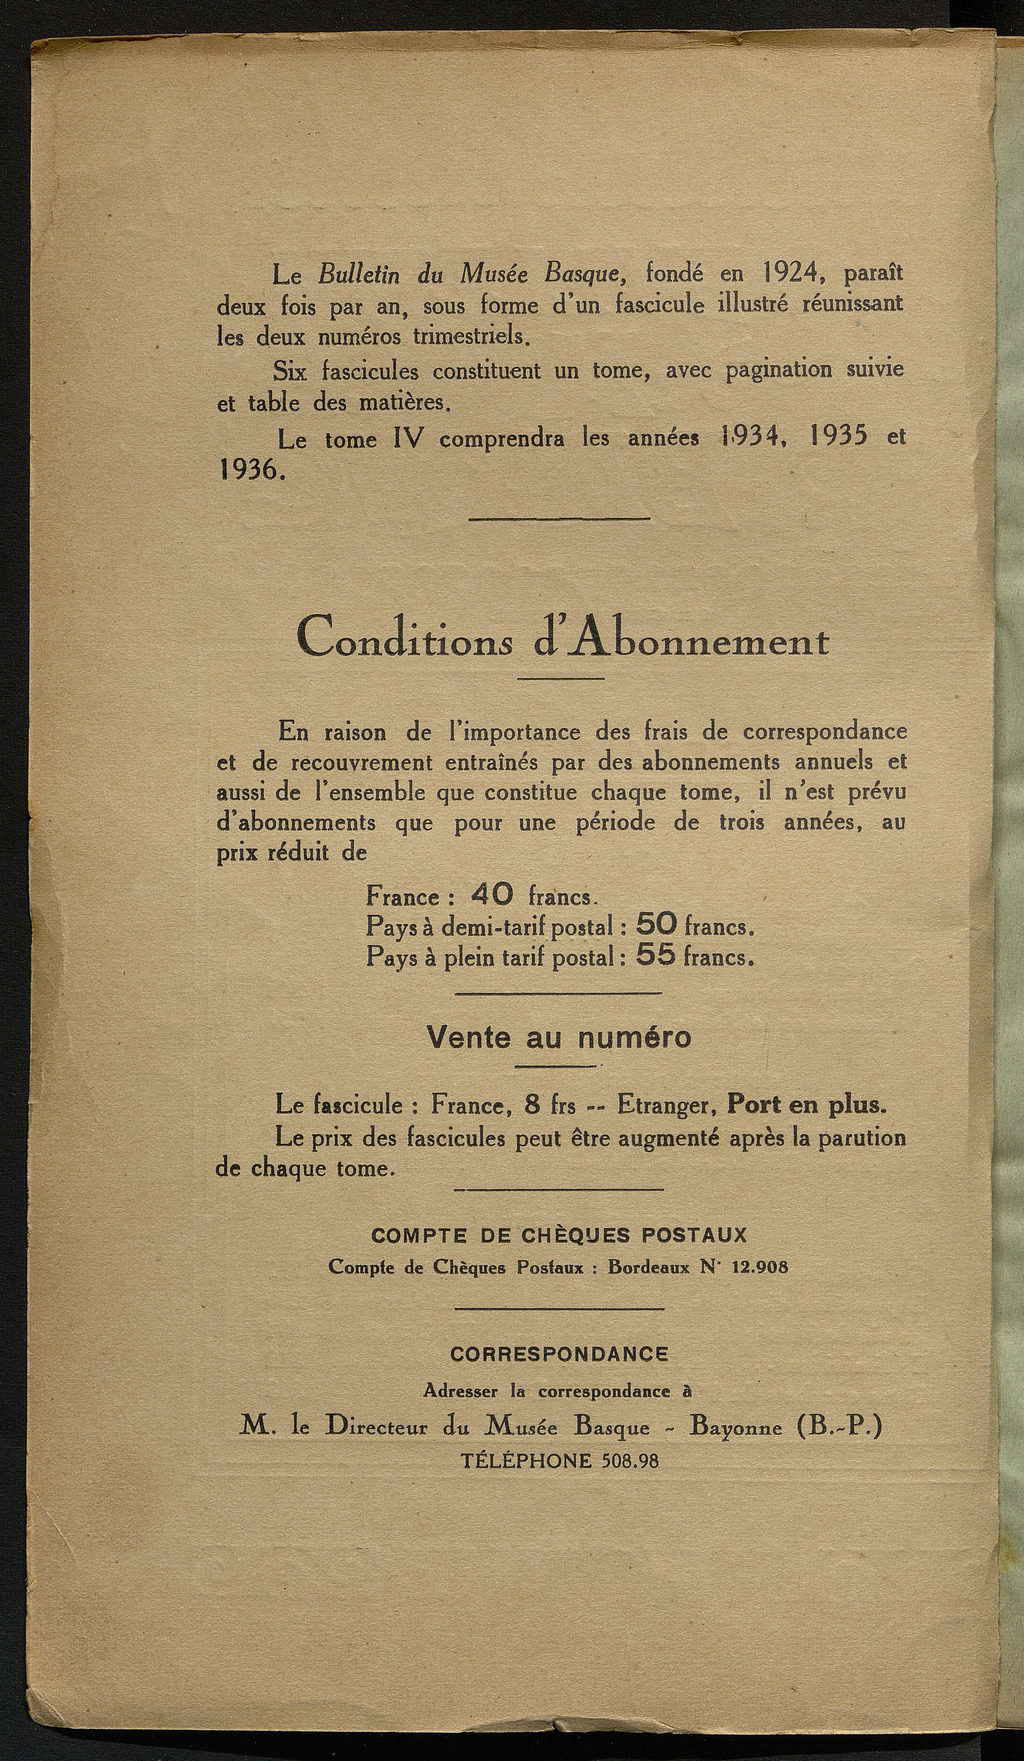 Le Bulletin du Musée Basque, fondé en 1924, paraît
deux fois par an, sous forme d'un fascicule illustré réunissant
les deux numéros trimestriels.
Six fascicules constituent un tome, avec pagination suivie
et table des matières.
Le tome IV comprendra les années 1934, 1935 et
1936.
Conditions d'Abonnement
En raison de l'importance des frais de correspondance
et de recouvrement entraînés par des abonnements annuels et
aussi de l'ensemble que constitue chaque tome, il n'est prévu
d'abonnements que pour une période de trois années, au
prix réduit de
France : 40 francs.
Pays à demi-tarif postal : 50 francs.
Pays à plein tarif postal : 55 francs.
Vente au numéro
Le fascicule : France, 8 frs -- Etranger, Port en plus.
Le prix des fascicules peut être augmenté après la parution
de chaque tome.
COMPTE DE CHÈQUES POSTAUX
Compte de Chèques Postaux : Bordeaux N° 12.908
CORRESPONDANCE
Adresser la correspondance à
M. le Directeur du Musée Basque - Bayonne (B.-P.)
TÉLÉPHONE 508.98